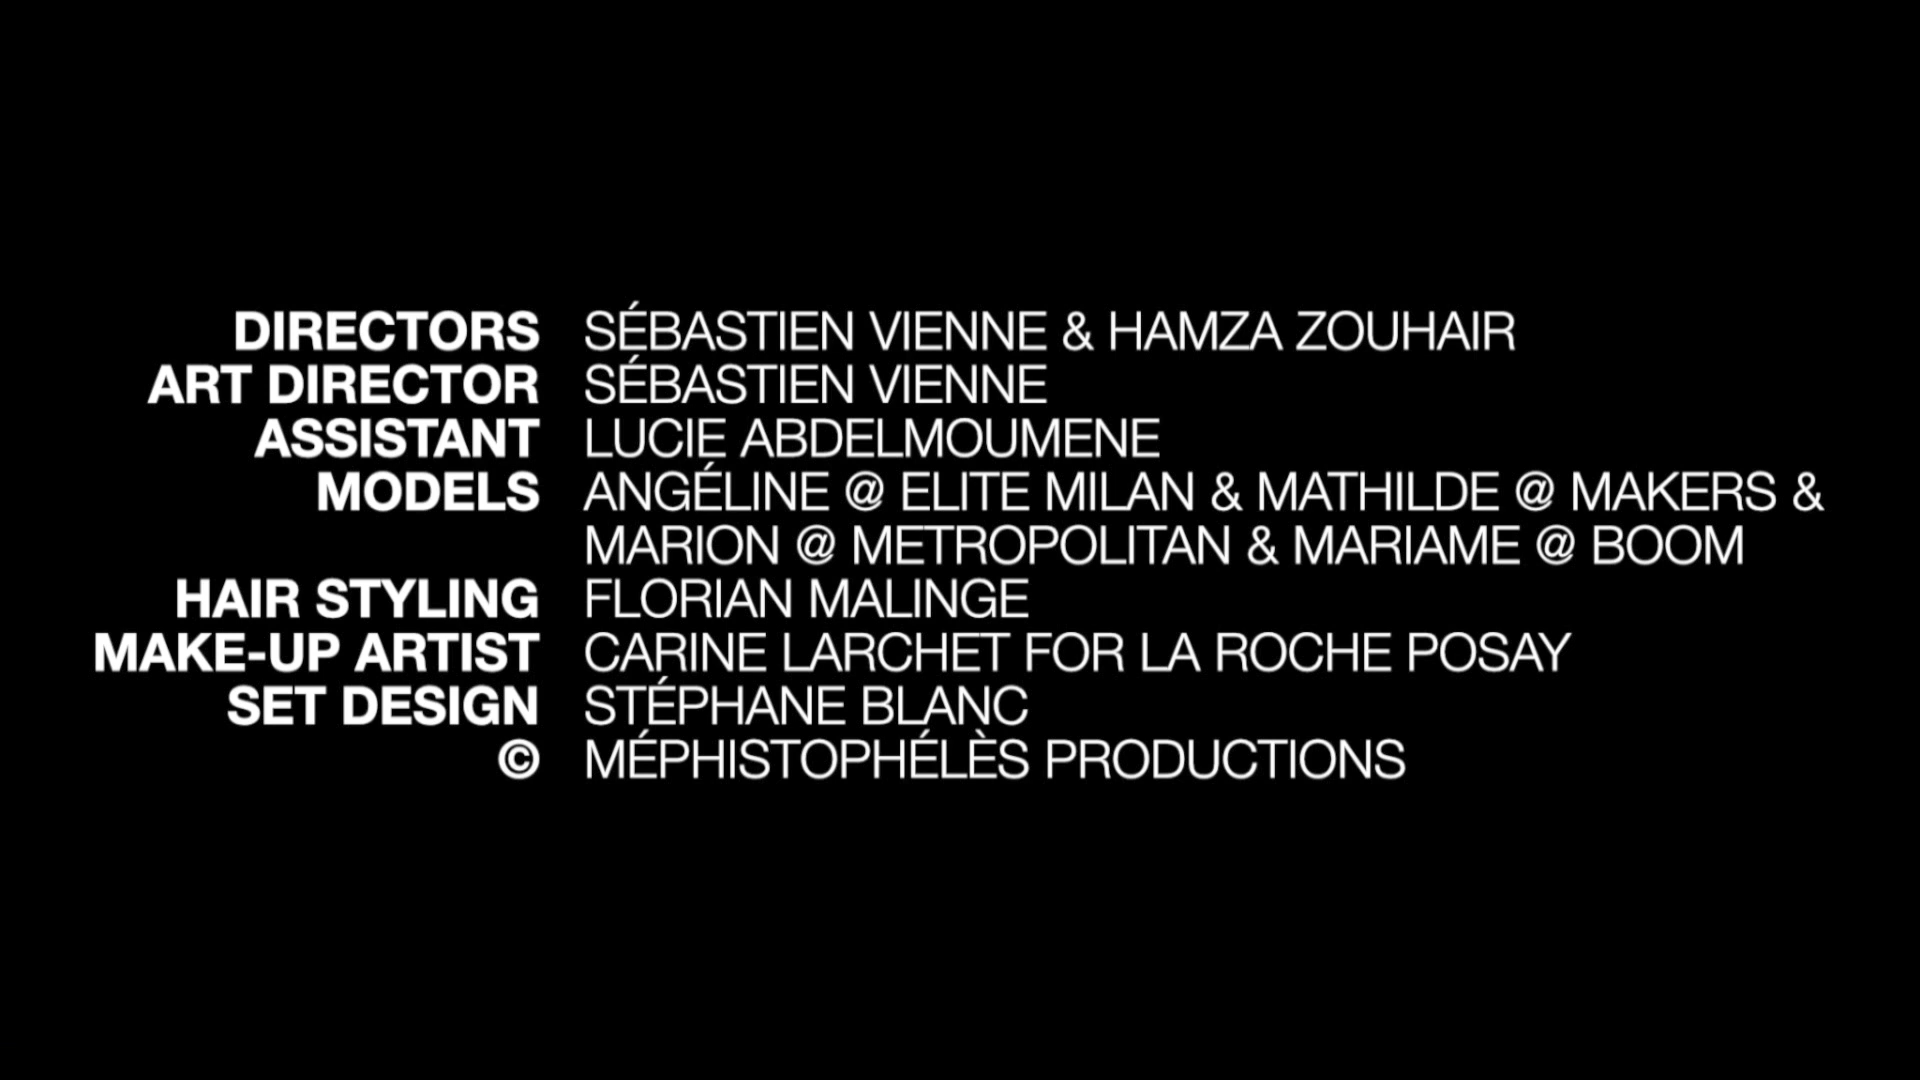 DIRECTORS SÉBASTIEN VIENNE & HAMZA ZOUHAIR
ART DIRECTOR SÉBASTIEN VIENNE
ASSISTANT LUCIE ABDELMOUMENE
MODELS ANGÉLINE @ ELITE MILAN & MATHILDE @ MAKERS &
MARION @ METROPOLITAN & MARIAME @ BOOM
HAIR STYLING FLORIAN MALINGE
MAKE-UP ARTIST CARINE LARCHET FOR LA ROCHE POSAY
SET DESIGN STÉPHANE BLANC
© MÉPHISTOPHÉLÈS PRODUCTIONS